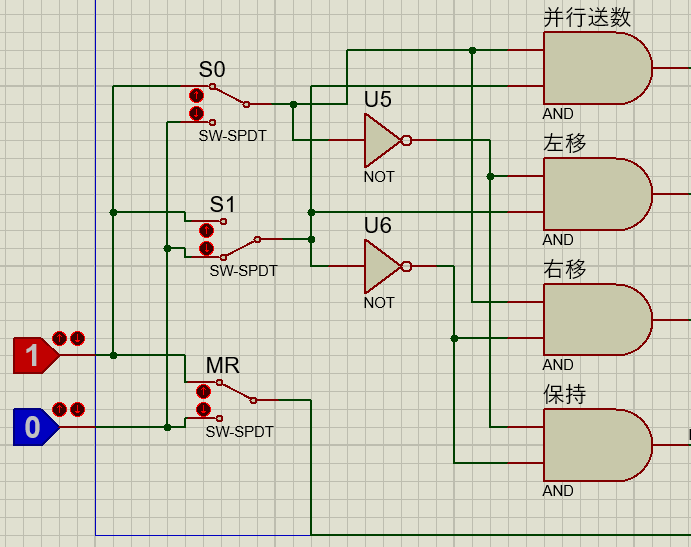 并行送数
S0
U5
SW-SPDT
AND
左移
NOT
S1
U6
SW-SPDT
AND
右移
NOT
1
MR
AND
保持
0
SW-SPDT
AND